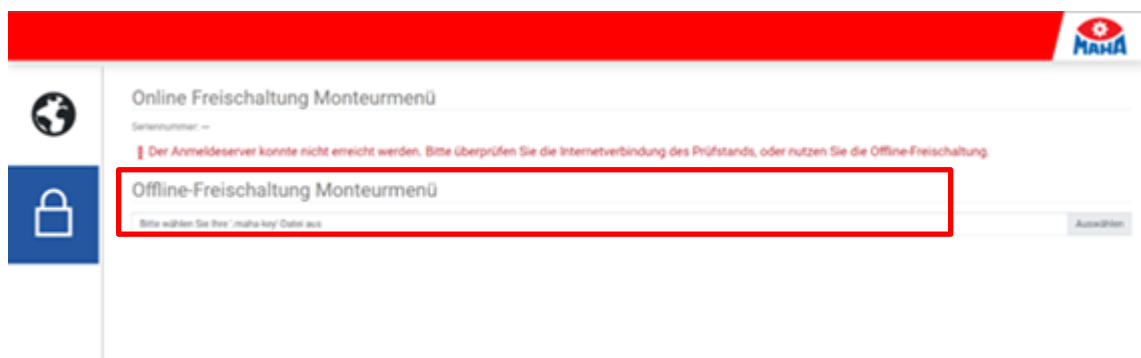 MAHA
Online Freischaltung Monteurmenü
Seriennummer: —
Der Anmeldeserver konnte nicht erreicht werden. Bitte überprüfen Sie die Internetverbindung des Prüfstands, oder nutzen Sie die Offline-Freischaltung.
Offline-Freischaltung Monteurmenü
Bitte wählen Sie Ihre '.maha-key' Datei aus
Auswählen